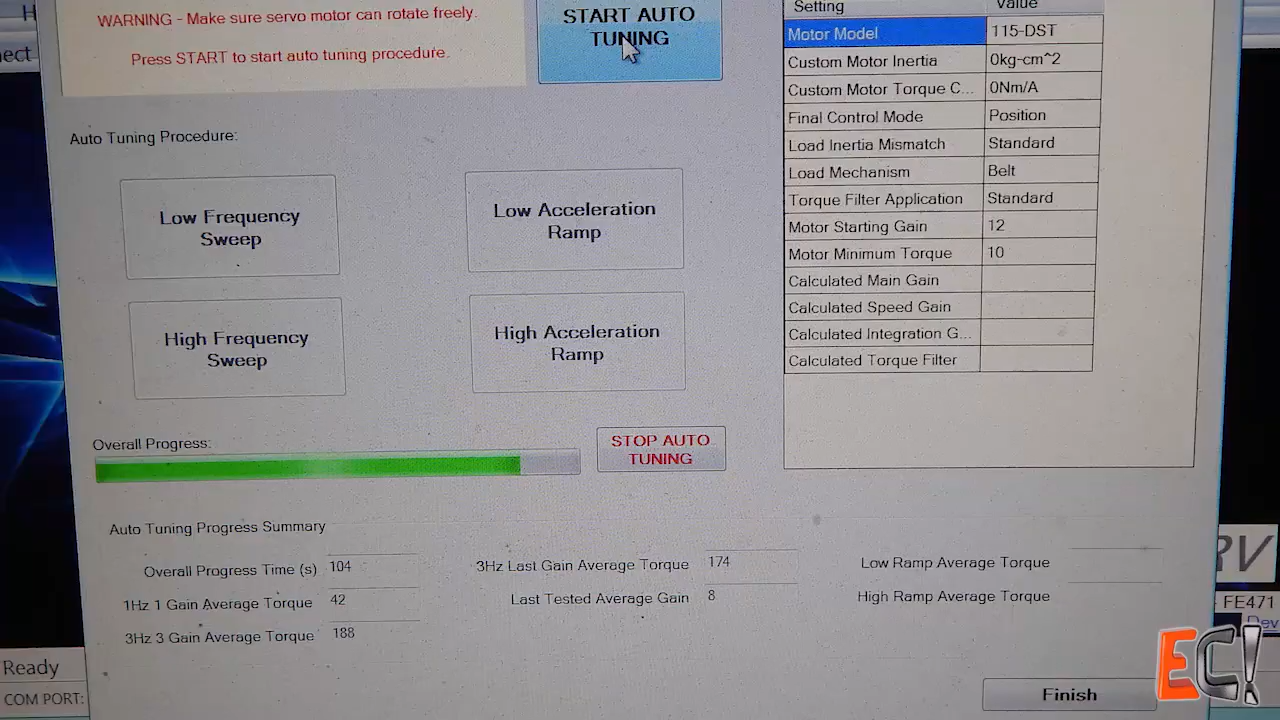 WARNING - Make sure servo motor can rotate freely.
Press START to start auto tuning procedure.
START AUTO
TUNING
Setting Value
Motor Model 115-DST
Custom Motor Inertia 0kg-cm^2
Custom Motor Torque C... 0Nm/A
Final Control Mode Position
Load Inertia Mismatch Standard
Load Mechanism Belt
Torque Filter Application Standard
Motor Starting Gain 12
Motor Minimum Torque 10
Calculated Main Gain
Calculated Speed Gain
Calculated Integration G...
Calculated Torque Filter
Auto Tuning Procedure:
Low Frequency
Sweep
Low Acceleration
Ramp
High Frequency
Sweep
High Acceleration
Ramp
Overall Progress:
STOP AUTO
TUNING
Auto Tuning Progress Summary
Overall Progress Time (s) 104
1Hz 1 Gain Average Torque 42
3Hz 3 Gain Average Torque 188
3Hz Last Gain Average Torque 174
Last Tested Average Gain 8
Low Ramp Average Torque
High Ramp Average Torque
RV
FE471
Dev
Ready
COM PORT:
Finish
EC!